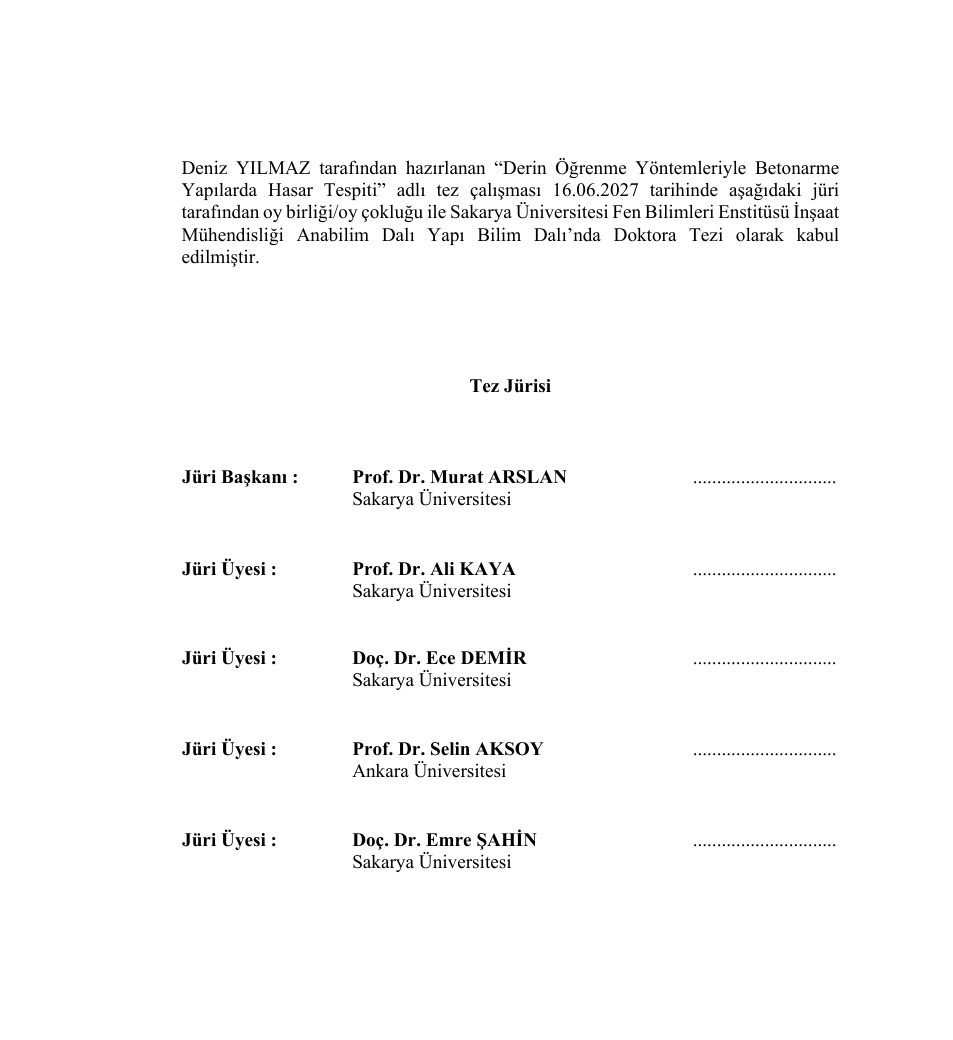 Deniz YILMAZ tarafından hazırlanan “Derin Öğrenme Yöntemleriyle Betonarme
Yapılarda Hasar Tespiti” adlı tez çalışması 16.06.2027 tarihinde aşağıdaki jüri
tarafından oy birliği/oy çokluğu ile Sakarya Üniversitesi Fen Bilimleri Enstitüsü İnşaat
Mühendisliği Anabilim Dalı Yapı Bilim Dalı’nda Doktora Tezi olarak kabul
edilmiştir.
Tez Jürisi
Jüri Başkanı : Prof. Dr. Murat ARSLAN ..............................
Sakarya Üniversitesi
Jüri Üyesi : Prof. Dr. Ali KAYA ..............................
Sakarya Üniversitesi
Jüri Üyesi : Doç. Dr. Ece DEMİR ..............................
Sakarya Üniversitesi
Jüri Üyesi : Prof. Dr. Selin AKSOY ..............................
Ankara Üniversitesi
Jüri Üyesi : Doç. Dr. Emre ŞAHİN ..............................
Sakarya Üniversitesi